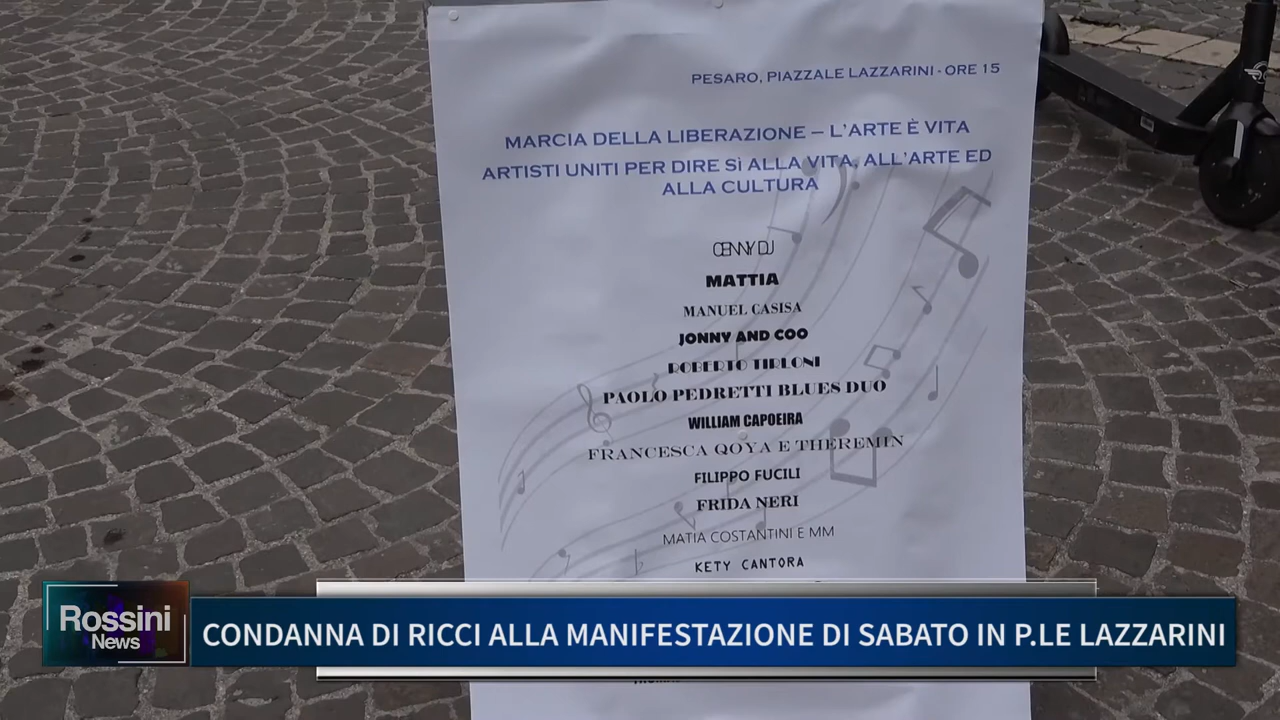 PESARO, PIAZZALE LAZZARINI - ORE 15
MARCIA DELLA LIBERAZIONE – L'ARTE È VITA
ARTISTI UNITI PER DIRE SÌ ALLA VITA, ALL'ARTE ED
ALLA CULTURA
CENNY DJ
MATTIA
MANUEL CASISA
JONNY AND COO
ROBERTO TIRLONI
PAOLO PEDRETTI BLUES DUO
WILLIAM CAPOEIRA
FRANCESCA QOYA E THEREMIN
FILIPPO FUCILI
FRIDA NERI
MATIA COSTANTINI E MM
KETY CANTORA
Rossini
News
CONDANNA DI RICCI ALLA MANIFESTAZIONE DI SABATO IN P.LE LAZZARINI